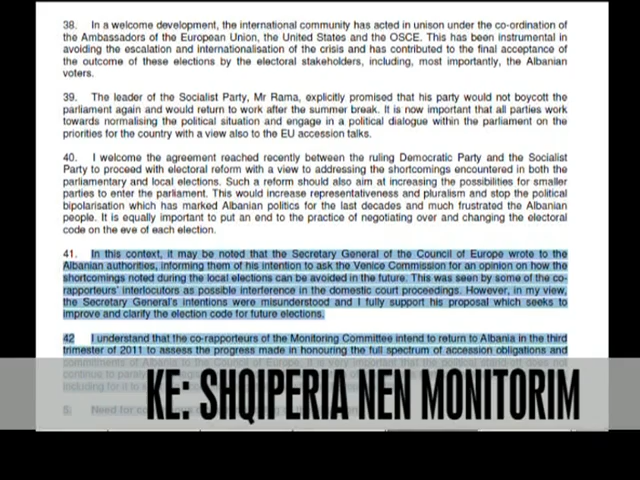 38. In a welcome development, the international community has acted in unison under the co-ordination of
the Ambassadors of the European Union, the United States and the OSCE. This has been instrumental in
avoiding the escalation and internationalisation of the crisis and has contributed to the final acceptance of
the outcome of these elections by the electoral stakeholders, including, most importantly, the Albanian
voters.
39. The leader of the Socialist Party, Mr Rama, explicitly promised that his party would not boycott the
parliament again and would return to work after the summer break. It is now important that all parties work
towards normalising the political situation and engage in a political dialogue within the parliament on the
priorities for the country with a view also to the EU accession talks.
40. I welcome the agreement reached recently between the ruling Democratic Party and the Socialist
Party to proceed with electoral reform with a view to addressing the shortcomings encountered in both the
parliamentary and local elections. Such a reform should also aim at increasing the possibilities for smaller
parties to enter the parliament. This would increase representativeness and pluralism and stop the political
bipolarisation which has marked Albanian politics for the last decades and much frustrated the Albanian
people. It is equally important to put an end to the practice of negotiating over and changing the electoral
code on the eve of each election.
41. In this context, it may be noted that the Secretary General of the Council of Europe wrote to the
Albanian authorities, informing them of his intention to ask the Venice Commission for an opinion on how the
shortcomings noted during the local elections can be avoided in the future. This was seen by some of the co-
rapporteurs' interlocutors as possible interference in the domestic court proceedings. However, in my view,
the Secretary General's intentions were misunderstood and I fully support his proposal which seeks to
improve and clarify the election code for future elections.
42 I understand that the co-rapporteurs of the Monitoring Committee intend to return to Albania in the third
trimester of 2011 to assess the progress made in honouring the full spectrum of accession obligations and
commitments of Albania to the Council of Europe. It is very important that the political stand-off does not
KE: SHQIPERIA NEN MONITORIM